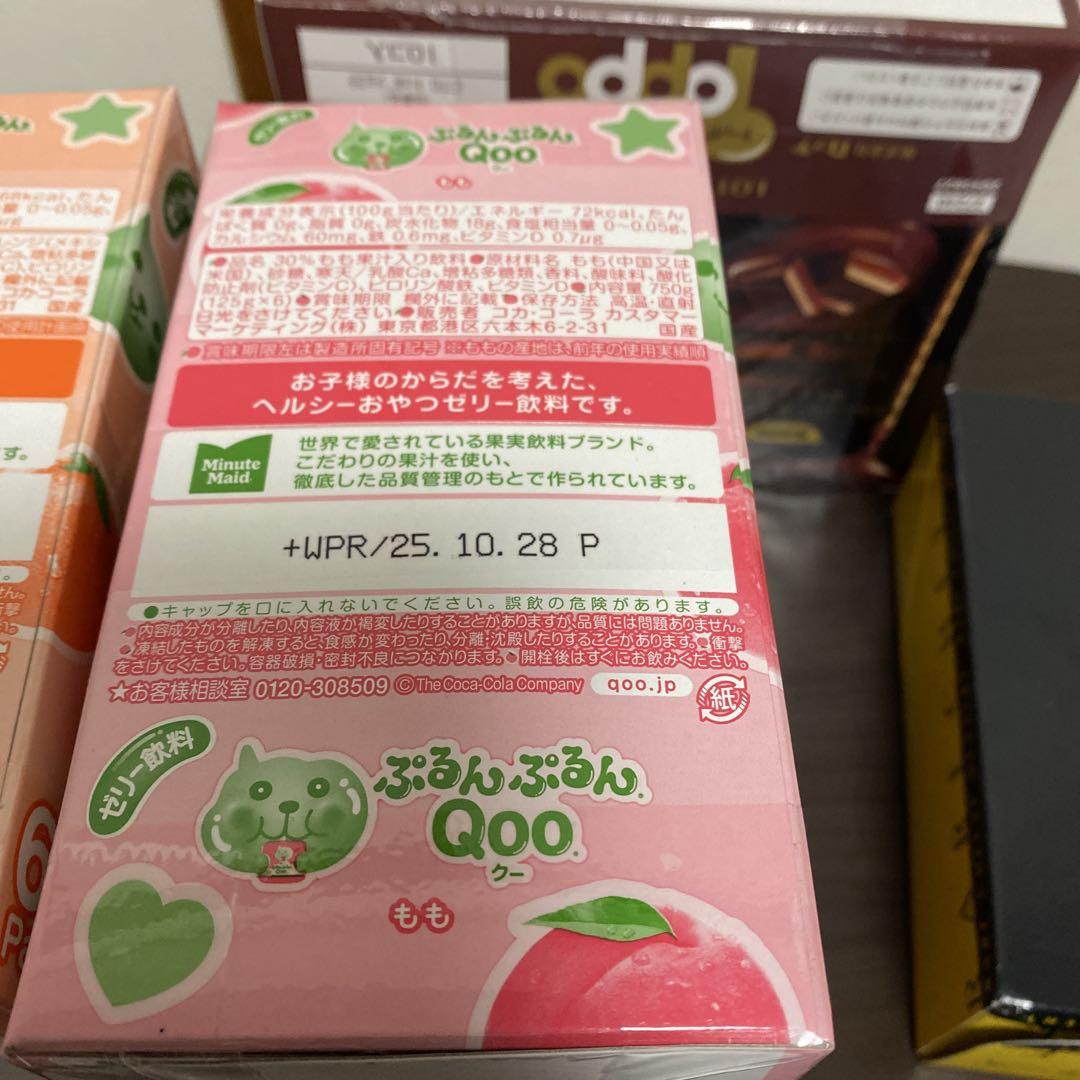 ぷるんぷるん
Qoo
クー
もも
栄養成分表示(100g当たり)/エネルギー 72kcal、たん
ぱく質 0g、脂質 0g、炭水化物 18g、食塩相当量 0~0.05g、
カルシウム 60mg、鉄 0.6mg、ビタミンD 0.7μg
●品名 30%もも果汁入り飲料●原材料名 もも(中国又は
米国)、砂糖、寒天/乳酸Ca、増粘多糖類、香料、酸味料、酸化
防止剤(ビタミンC)、ピロリン酸鉄、ビタミンD●内容量 750g
(125g×6)●賞味期限 欄外に記載●保存方法 高温・直射
日光をさけてください●販売者 コカ・コーラ カスタマー
マーケティング(株) 東京都港区六本木6-2-31 国産
●賞味期限左は製造所固有記号 ※ももの産地は、前年の使用実績順
お子様のからだを考えた、
ヘルシーおやつゼリー飲料です。
Minute
Maid
世界で愛されている果実飲料ブランド。
こだわりの果汁を使い、
徹底した品質管理のもとで作られています。
+WPR/25.10.28 P
●キャップを口に入れないでください。誤飲の危険があります。
●内容成分が分離したり、内容液が褐変したりすることがありますが、品質には問題ありません。
●凍結したものを解凍すると、食感が変わったり、分離・沈殿したりすることがあります。●衝撃
をさけてください。容器破損・密封不良につながります。●開栓後はすぐにお飲みください。
★お客様相談室 0120-308509 ©The Coca-Cola Company qoo.jp
紙
ゼリー飲料
ぷるんぷるん®
Qoo®
クー
もも